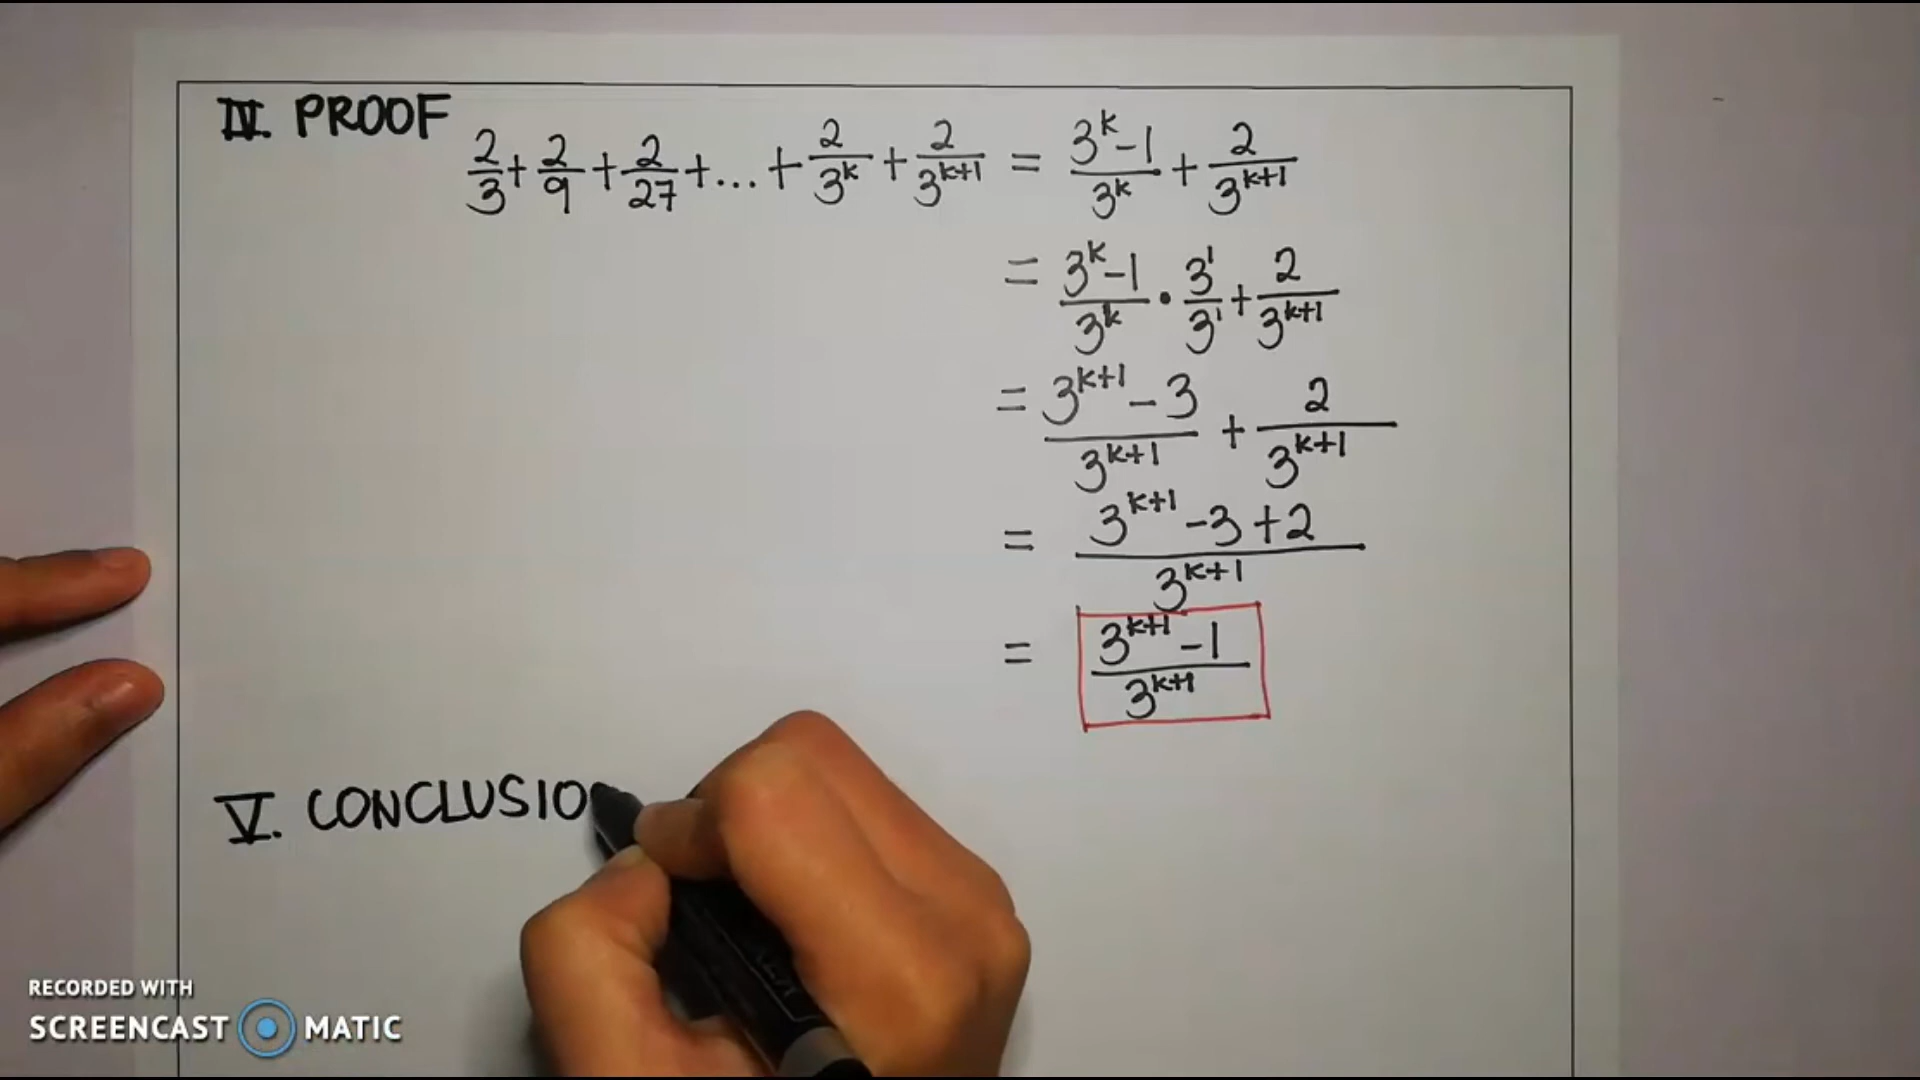 IV. PROOF
2/3 + 2/9 + 2/27 + ... + 2/3^k + 2/3^(k+1) = (3^k - 1)/3^k + 2/3^(k+1)
= (3^k - 1)/3^k • 3^1/3^1 + 2/3^(k+1)
= (3^(k+1) - 3)/3^(k+1) + 2/3^(k+1)
= (3^(k+1) - 3 + 2)/3^(k+1)
= (3^(k+1) - 1)/3^(k+1)
V. CONCLUSIO
RECORDED WITH
SCREENCAST MATIC